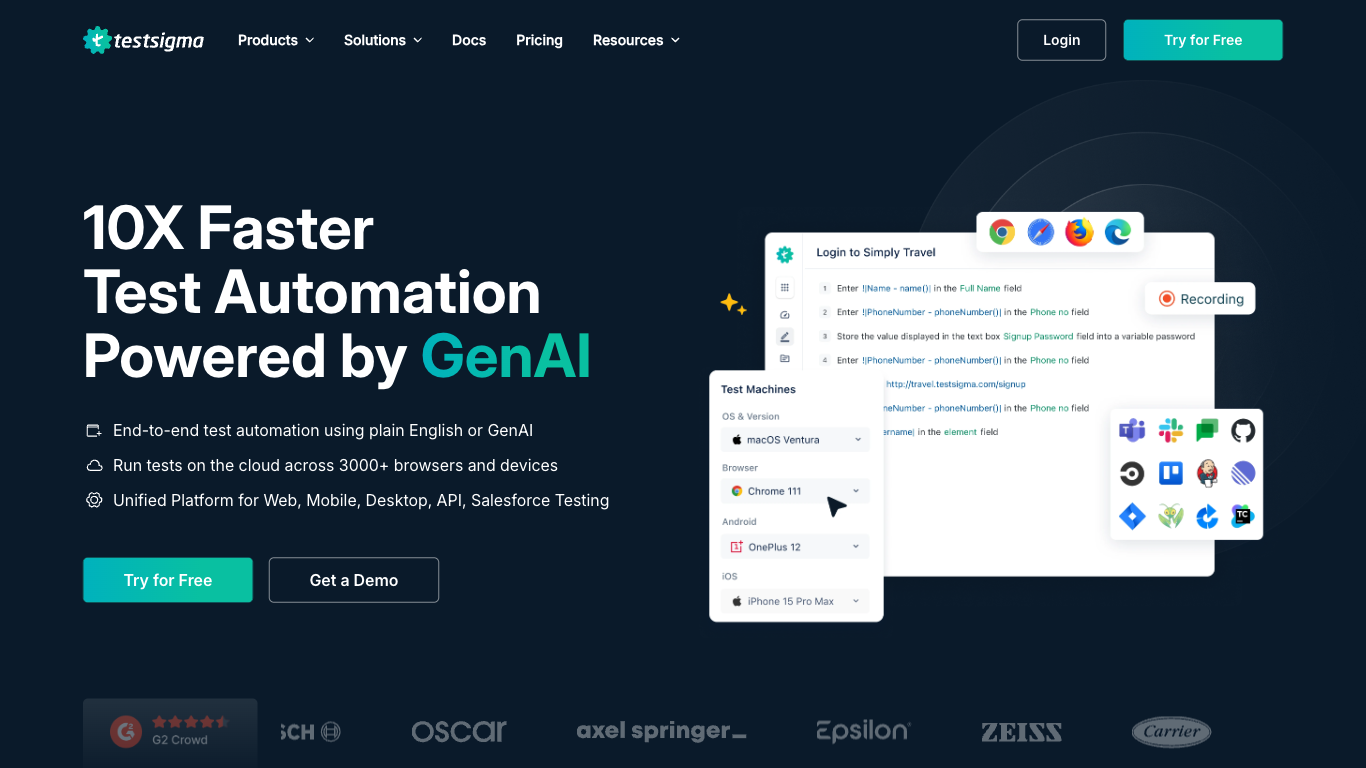 testsigma
Products
Solutions
Docs
Pricing
Resources
Login
Try for Free
10X Faster
Test Automation
Powered by GenAI
End-to-end test automation using plain English or GenAI
Run tests on the cloud across 3000+ browsers and devices
Unified Platform for Web, Mobile, Desktop, API, Salesforce Testing
Try for Free
Get a Demo
Login to Simply Travel
1 Enter !|Name - name()| in the Full Name field
2 Enter !|PhoneNumber - phoneNumber()| in the Phone no field
3 Store the value displayed in the text box Signup Password field into a variable password
4 Enter !|PhoneNumber - phoneNumber()| in the Phone no field
http://travel.testsigma.com/signup
neNumber - phoneNumber()| in the Phone no field
ername| in the element field
Recording
Test Machines
OS & Version
macOS Ventura
Browser
Chrome 111
Android
OnePlus 12
iOS
iPhone 15 Pro Max
TC
G2 Crowd
SCH
oscar
axel springer_
Epsilon
ZEISS
Carrier